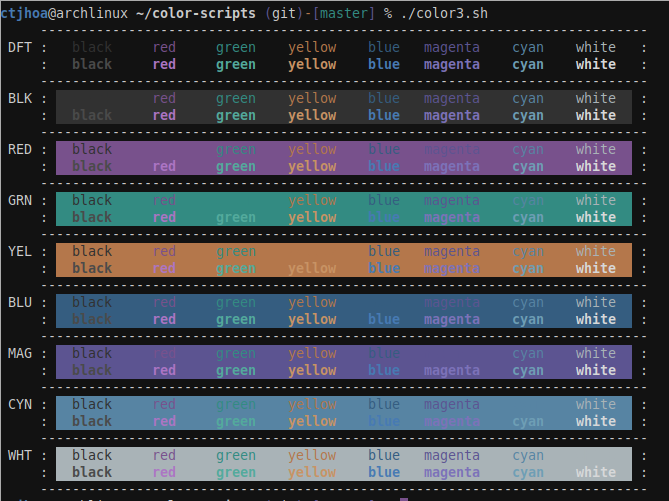 ctjhoa@archlinux ~/color-scripts (git)-[master] % ./color3.sh
----------------------------------------------------------------------------
DFT : black red green yellow blue magenta cyan white :
: black red green yellow blue magenta cyan white :
----------------------------------------------------------------------------
BLK : red green yellow blue magenta cyan white :
: black red green yellow blue magenta cyan white :
----------------------------------------------------------------------------
RED : black green yellow blue magenta cyan white :
: black red green yellow blue magenta cyan white :
----------------------------------------------------------------------------
GRN : black red yellow blue magenta cyan white :
: black red green yellow blue magenta cyan white :
----------------------------------------------------------------------------
YEL : black red green blue magenta cyan white :
: black red green yellow blue magenta cyan white :
----------------------------------------------------------------------------
BLU : black red green yellow magenta cyan white :
: black red green yellow blue magenta cyan white :
----------------------------------------------------------------------------
MAG : black red green yellow blue cyan white :
: black red green yellow blue magenta cyan white :
----------------------------------------------------------------------------
CYN : black red green yellow blue magenta white :
: black red green yellow blue magenta cyan white :
----------------------------------------------------------------------------
WHT : black red green yellow blue magenta cyan :
: black red green yellow blue magenta cyan white :
----------------------------------------------------------------------------